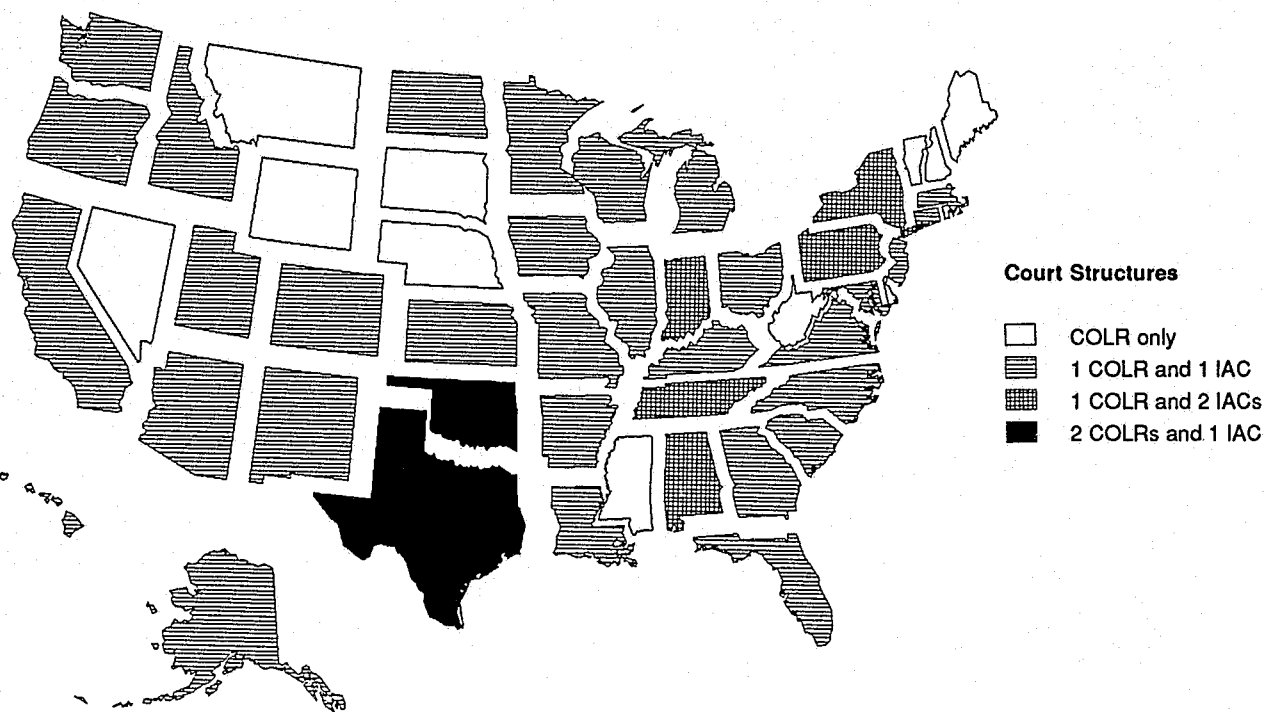 Court Structures
COLR only
1 COLR and 1 IAC
1 COLR and 2 IACs
2 COLRs and 1 IAC